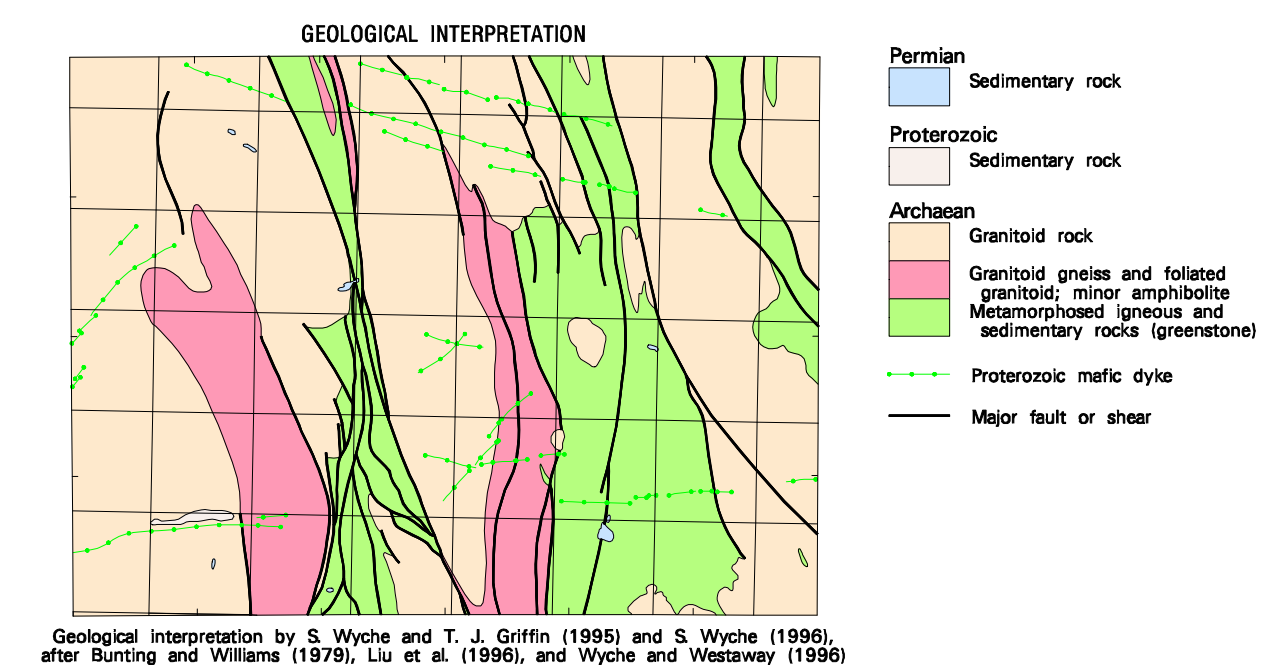 GEOLOGICAL INTERPRETATION
Permian
Sedimentary rock
Proterozoic
Sedimentary rock
Archaean
Granitoid rock
Granitoid gneiss and foliated
granitoid; minor amphibolite
Metamorphosed igneous and
sedimentary rocks (greenstone)
Proterozoic mafic dyke
Major fault or shear
Geological interpretation by S. Wyche and T. J. Griffin (1995) and S. Wyche (1996),
after Bunting and Williams (1979), Liu et al. (1996), and Wyche and Westaway (1996)